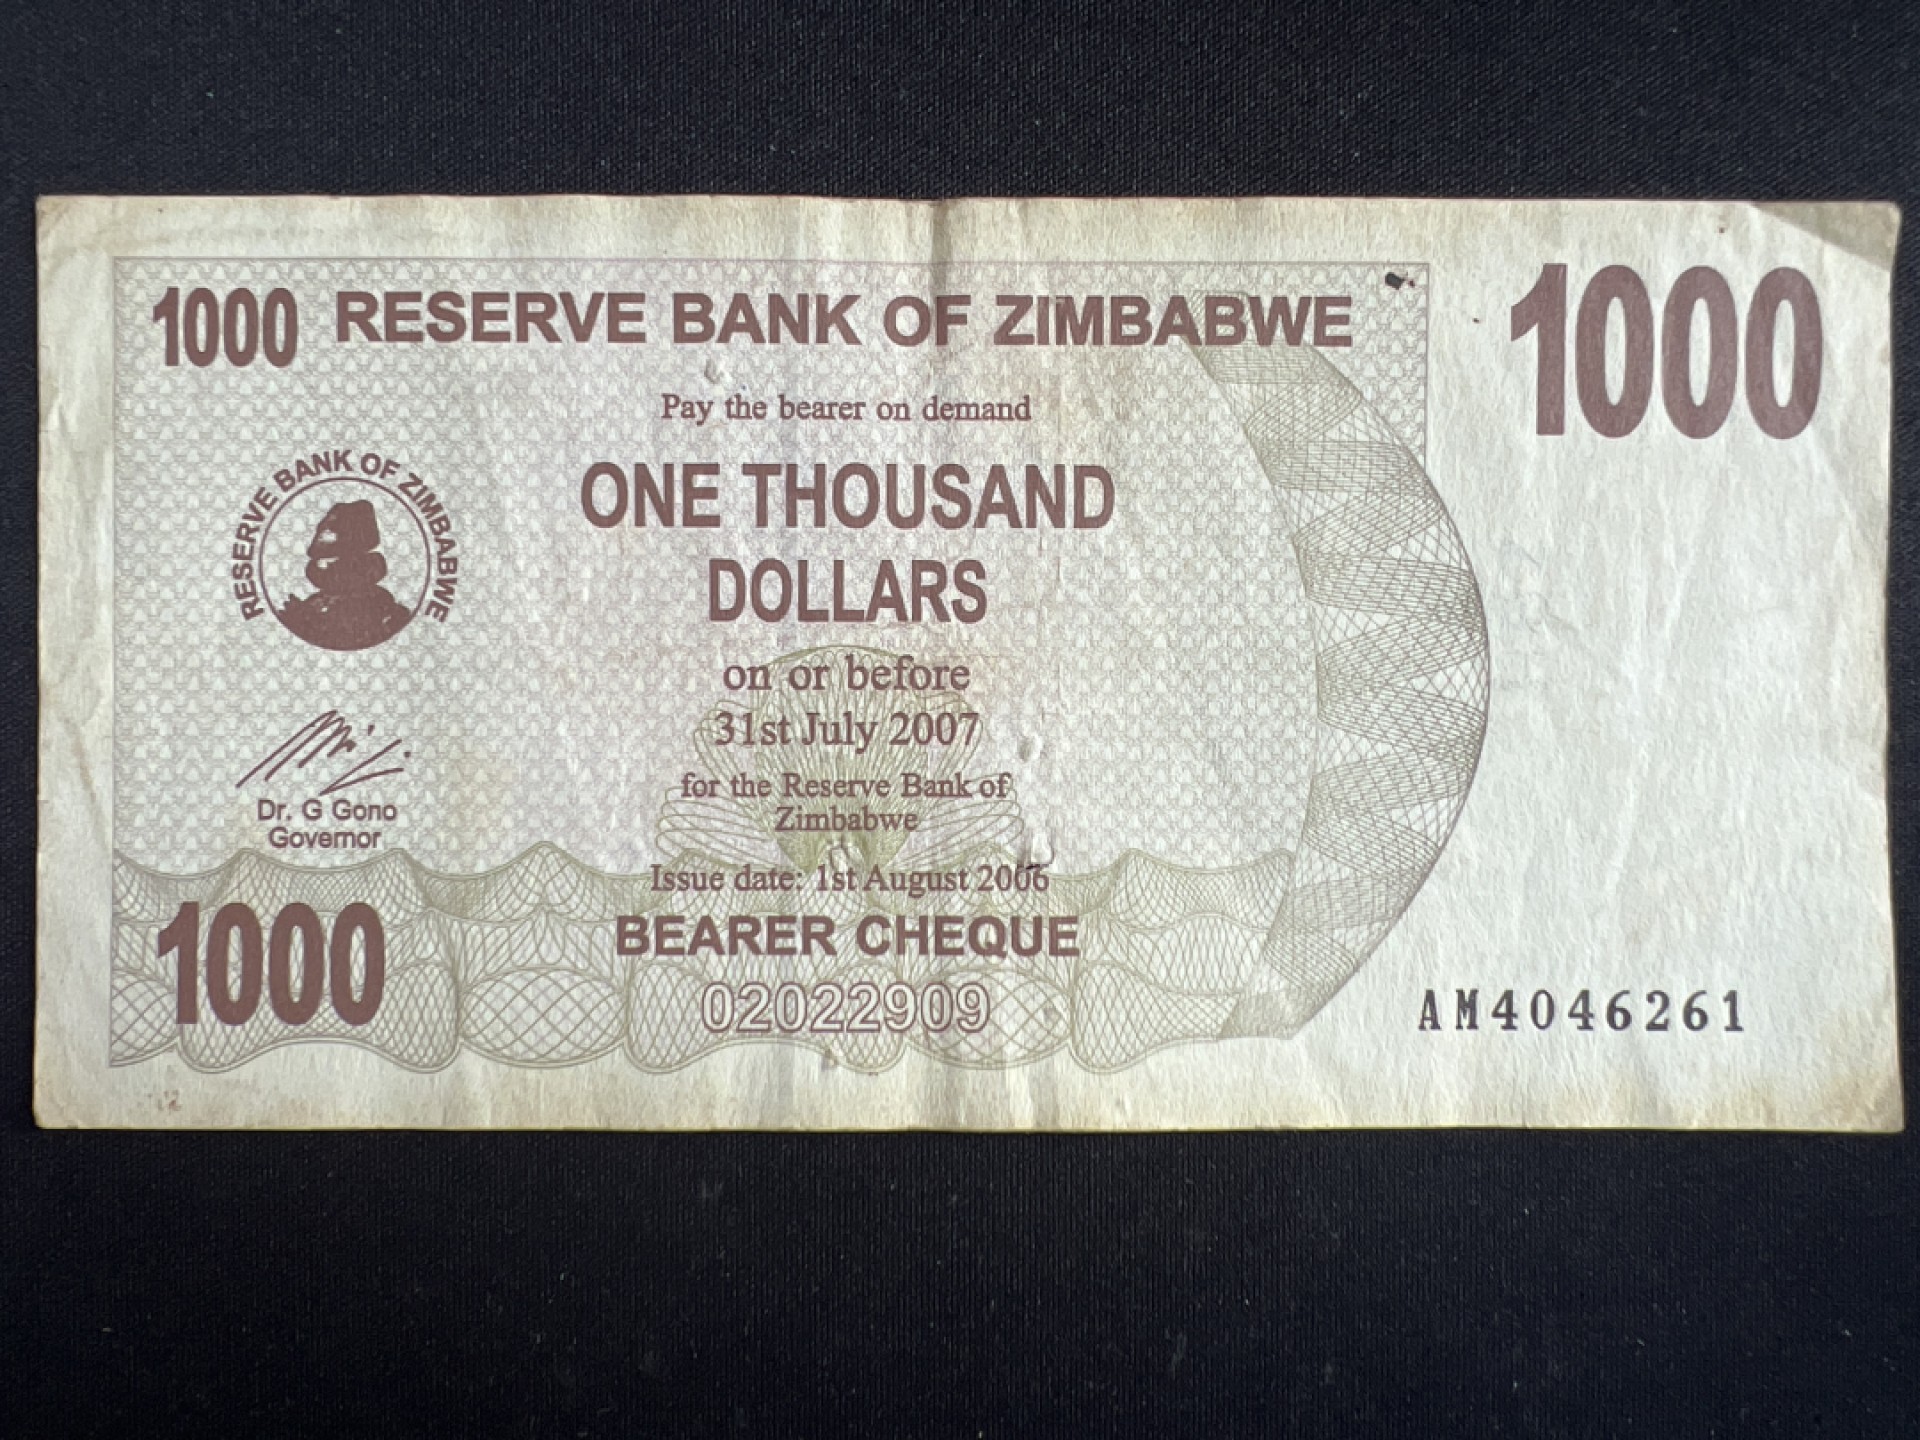 1000 RESERVE BANK OF ZIMBABWE
1000
Pay the bearer on demand
ONE THOUSAND
DOLLARS
RESERVE BANK OF ZIMBABWE
on or before
31st July 2007
for the Reserve Bank of
Zimbabwe
Dr. G Gono
Governor
Issue date: 1st August 2006
1000
BEARER CHEQUE
02022909
AM4046261